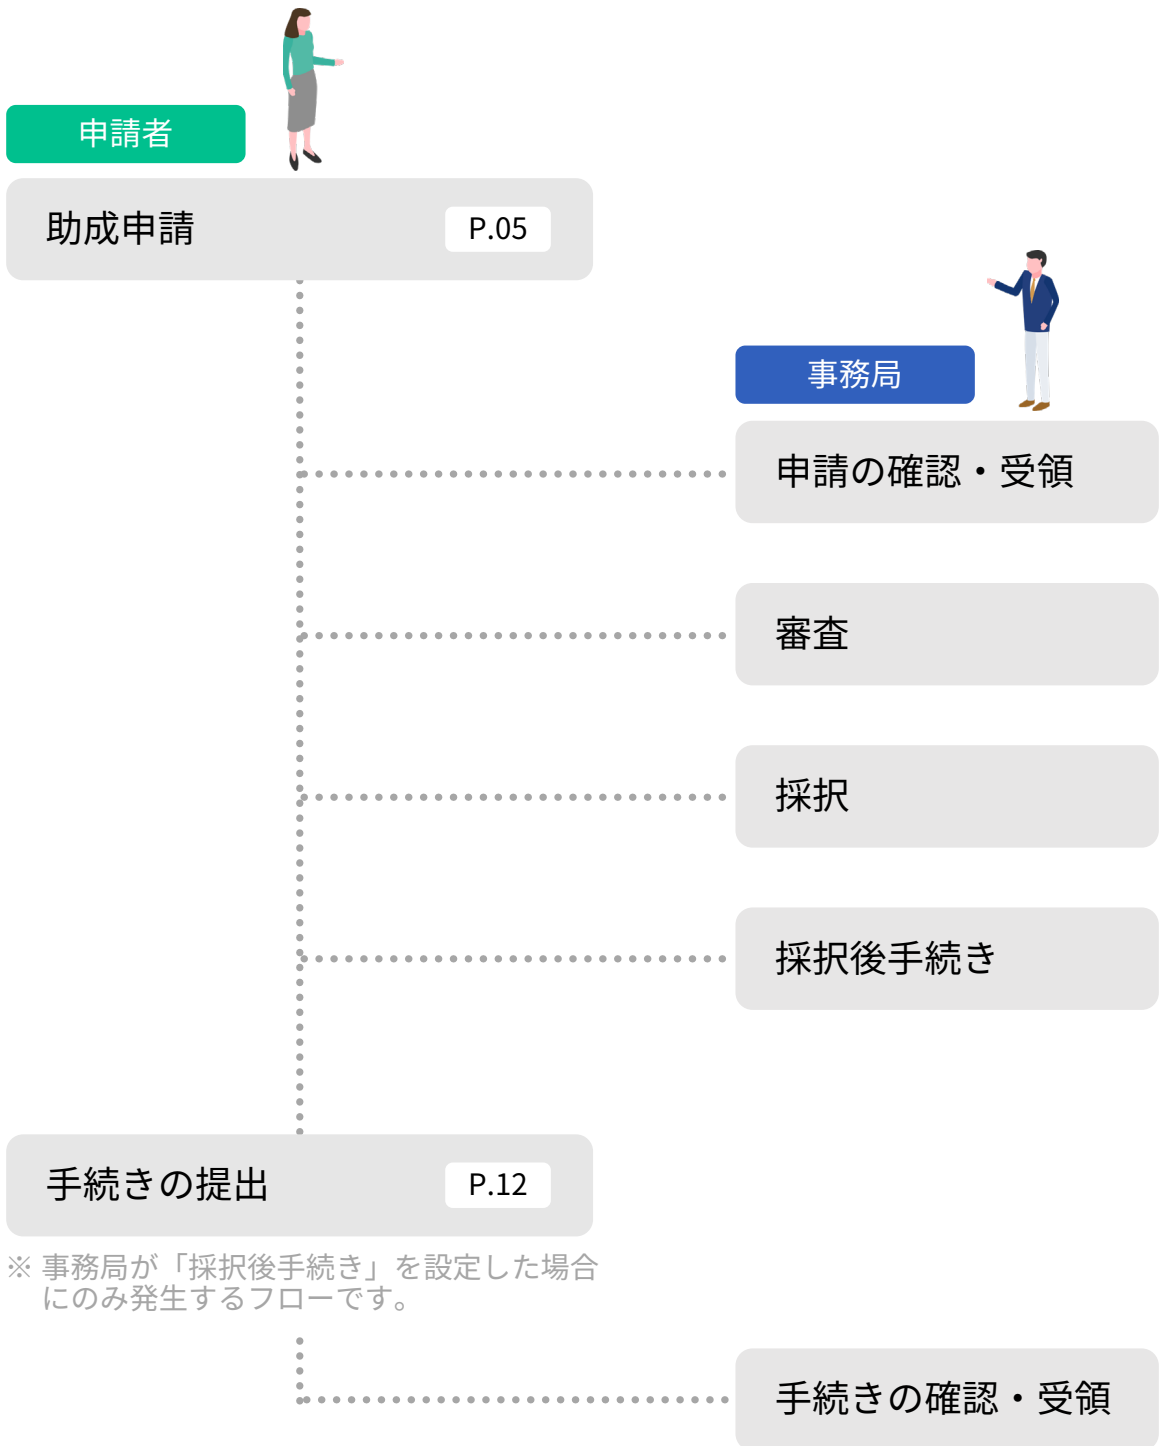 申請者
助成申請
P.05
事務局
申請の確認・受領
審査
採択
採択後手続き
手続きの提出
P.12
※ 事務局が「採択後手続き」を設定した場合
にのみ発生するフローです。
手続きの確認・受領